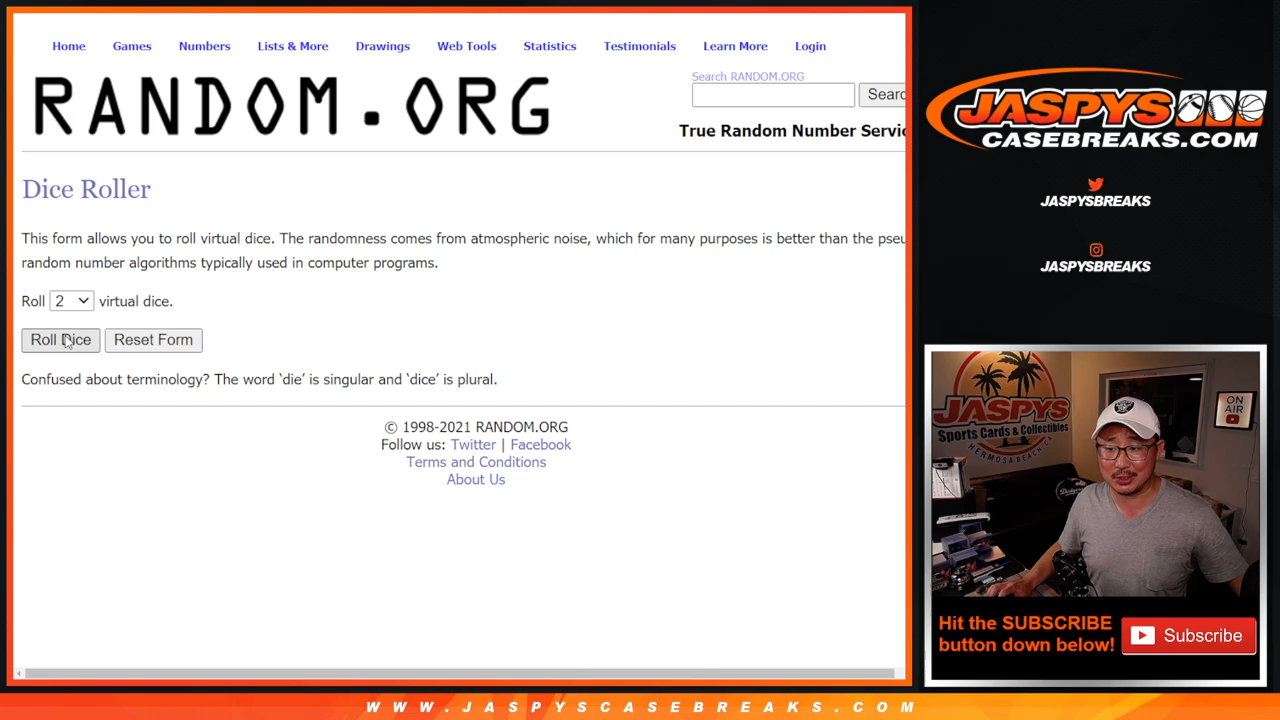 Home Games Numbers Lists & More Drawings Web Tools Statistics Testimonials Learn More Login
RANDOM.ORG
Search RANDOM.ORG
Searc
True Random Number Servic
Dice Roller
This form allows you to roll virtual dice. The randomness comes from atmospheric noise, which for many purposes is better than the pseu
random number algorithms typically used in computer programs.
Roll 2 virtual dice.
Roll Dice Reset Form
Confused about terminology? The word ‘die’ is singular and ‘dice’ is plural.
© 1998-2021 RANDOM.ORG
Follow us: Twitter | Facebook
Terms and Conditions
About Us
JASPYS
CASEBREAKS.COM
JASPYSBREAKS
JASPYSBREAKS
JASPYS
Sports Cards & Collectibles
HERMOSA BEACH, CA
ON
AIR
Dodgers
Hit the SUBSCRIBE
button down below!
Subscribe
WWW.JASPYSCASEBREAKS.COM